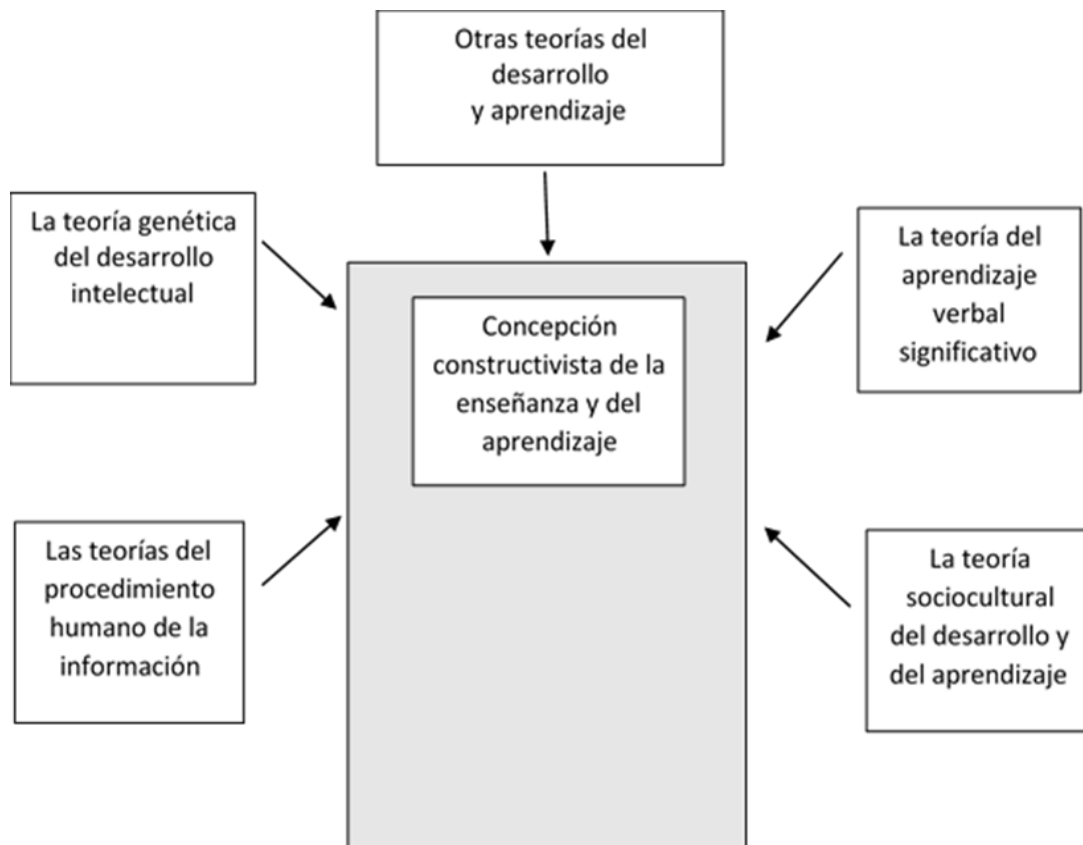 Otras teorías del
desarrollo
y aprendizaje
La teoría genética
del desarrollo
intelectual
La teoría del
aprendizaje
verbal
significativo
Concepción
constructivista de la
enseñanza y del
aprendizaje
Las teorías del
procedimiento
humano de la
información
La teoría
sociocultural
del desarrollo y
del aprendizaje